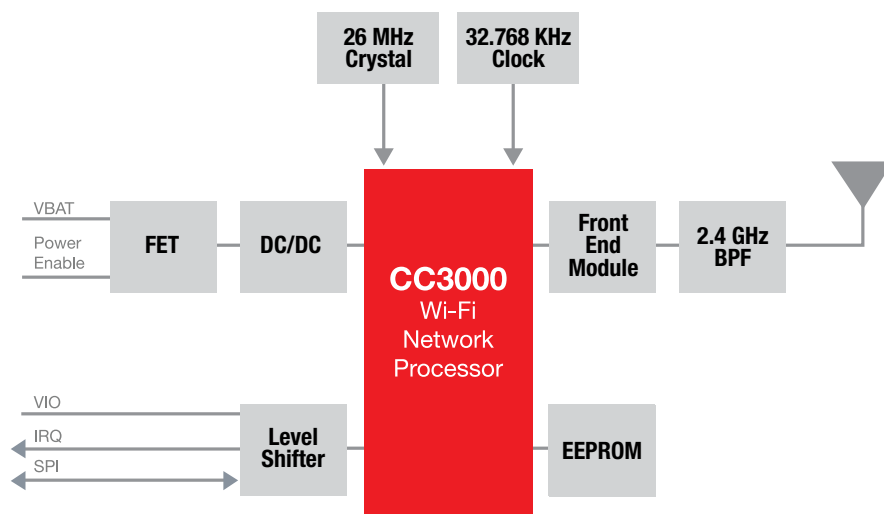 26 MHz
Crystal
32.768 KHz
Clock
VBAT
Power
Enable
FET
DC/DC
CC3000
Wi-Fi
Network
Processor
Front
End
Module
2.4 GHz
BPF
VIO
IRQ
SPI
Level
Shifter
EEPROM